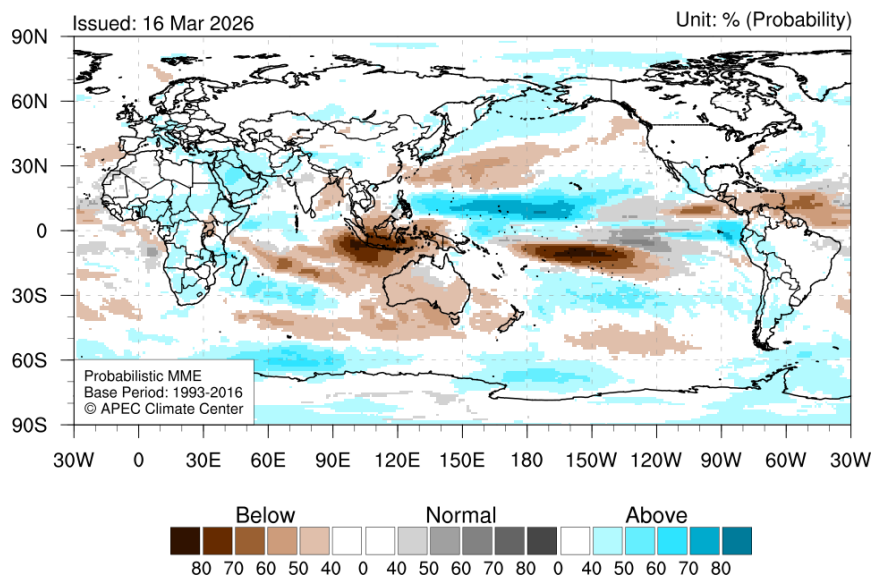 Issued: 16 Mar 2026
Unit: % (Probability)
90N
60N
30N
0
30S
60S
90S
Probabilistic MME
Base Period: 1993-2016
© APEC Climate Center
30W 0 30E 60E 90E 120E 150E 180 150W 120W 90W 60W 30W
Below Normal Above
80 70 60 50 40 0 40 50 60 70 80 0 40 50 60 70 80